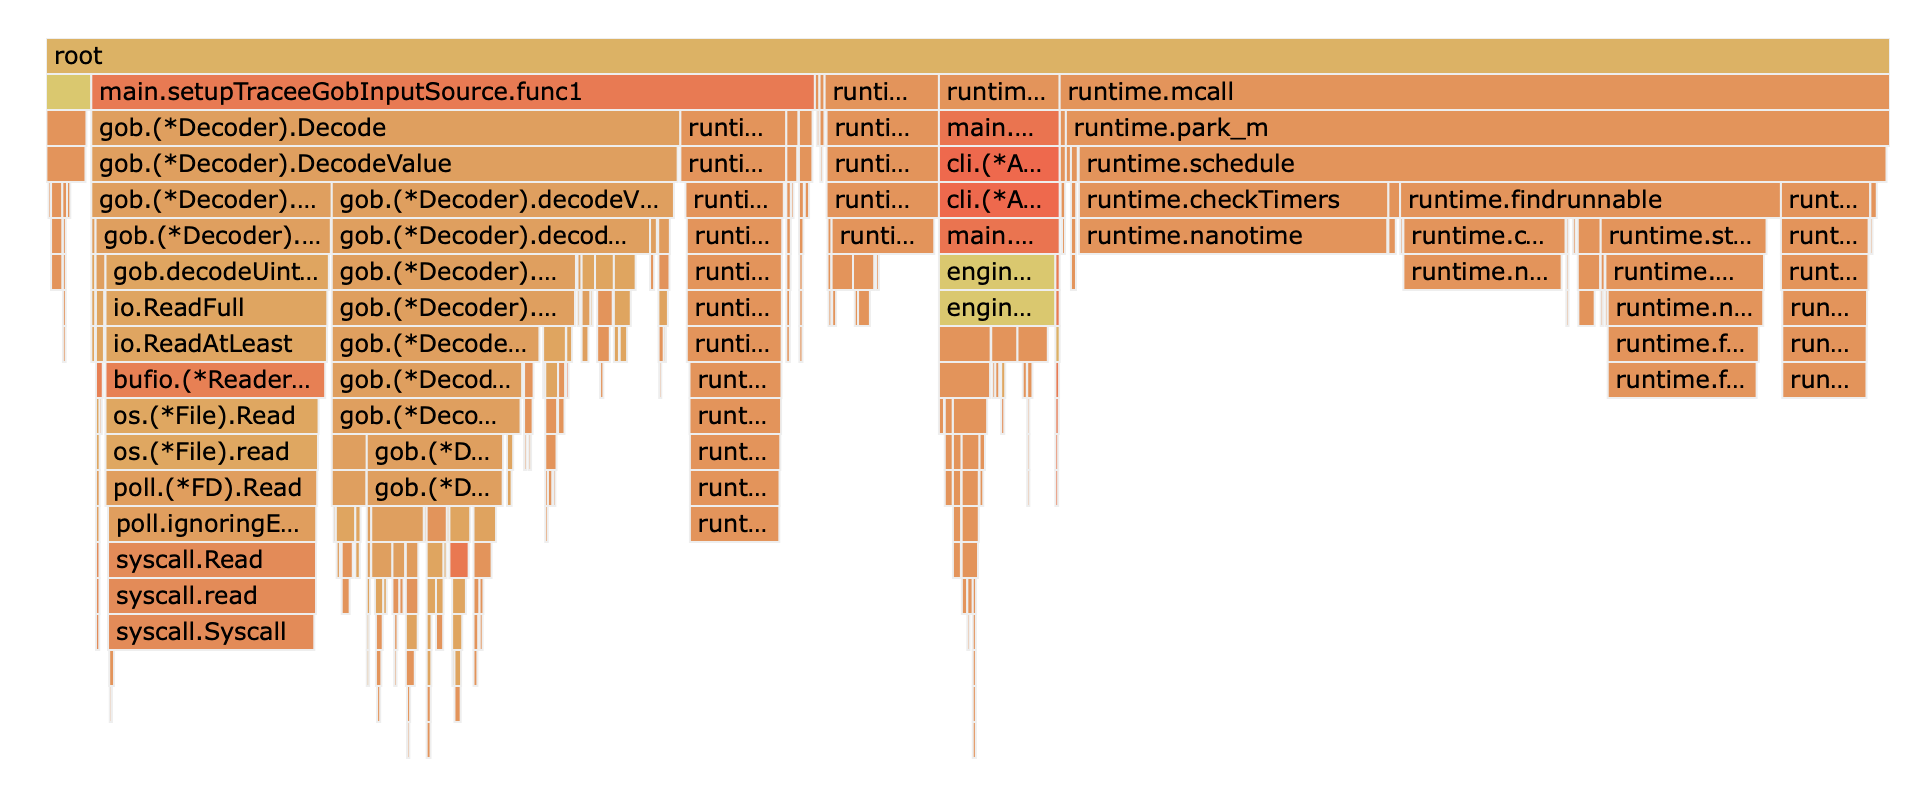 root
main.setupTraceeGobInputSource.func1 runti... runtim... runtime.mcall
gob.(*Decoder).Decode runti... runti... main.... runtime.park_m
gob.(*Decoder).DecodeValue runti... runti... cli.(*A... runtime.schedule
gob.(*Decoder).... gob.(*Decoder).decodeV... runti... runti... cli.(*A... runtime.checkTimers runtime.findrunnable runt...
gob.(*Decoder).... gob.(*Decoder).decod... runti... runti... main.... runtime.nanotime runtime.c... runtime.st... runt...
gob.decodeUint... gob.(*Decoder).... runti... engin... runtime.n... runtime.... runt...
io.ReadFull gob.(*Decoder).... runti... engin... runtime.n... run...
io.ReadAtLeast gob.(*Decode... runti... runtime.f... run...
bufio.(*Reader... gob.(*Decod... runt... runtime.f... run...
os.(*File).Read gob.(*Deco... runt...
os.(*File).read gob.(*D... runt...
poll.(*FD).Read gob.(*D... runt...
poll.ignoringE... runt...
syscall.Read
syscall.read
syscall.Syscall